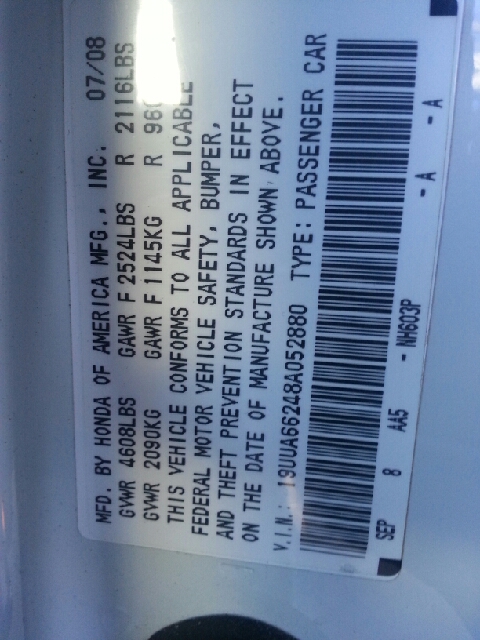 MFD. BY HONDA OF AMERICA MFG., INC. 07/08
GVWR 4608LBS GAWR F 2524LBS R 2116LBS
GVWR 2090KG GAWR F 1145KG R
THIS VEHICLE CONFORMS TO ALL APPLICABLE
FEDERAL MOTOR VEHICLE SAFETY, BUMPER,
AND THEFT PREVENTION STANDARDS IN EFFECT
ON THE DATE OF MANUFACTURE SHOWN ABOVE.
V.I.N.: 19UUA66248A052880 TYPE: PASSENGER CAR
SEP 8 AA5 -NH603P -A -A